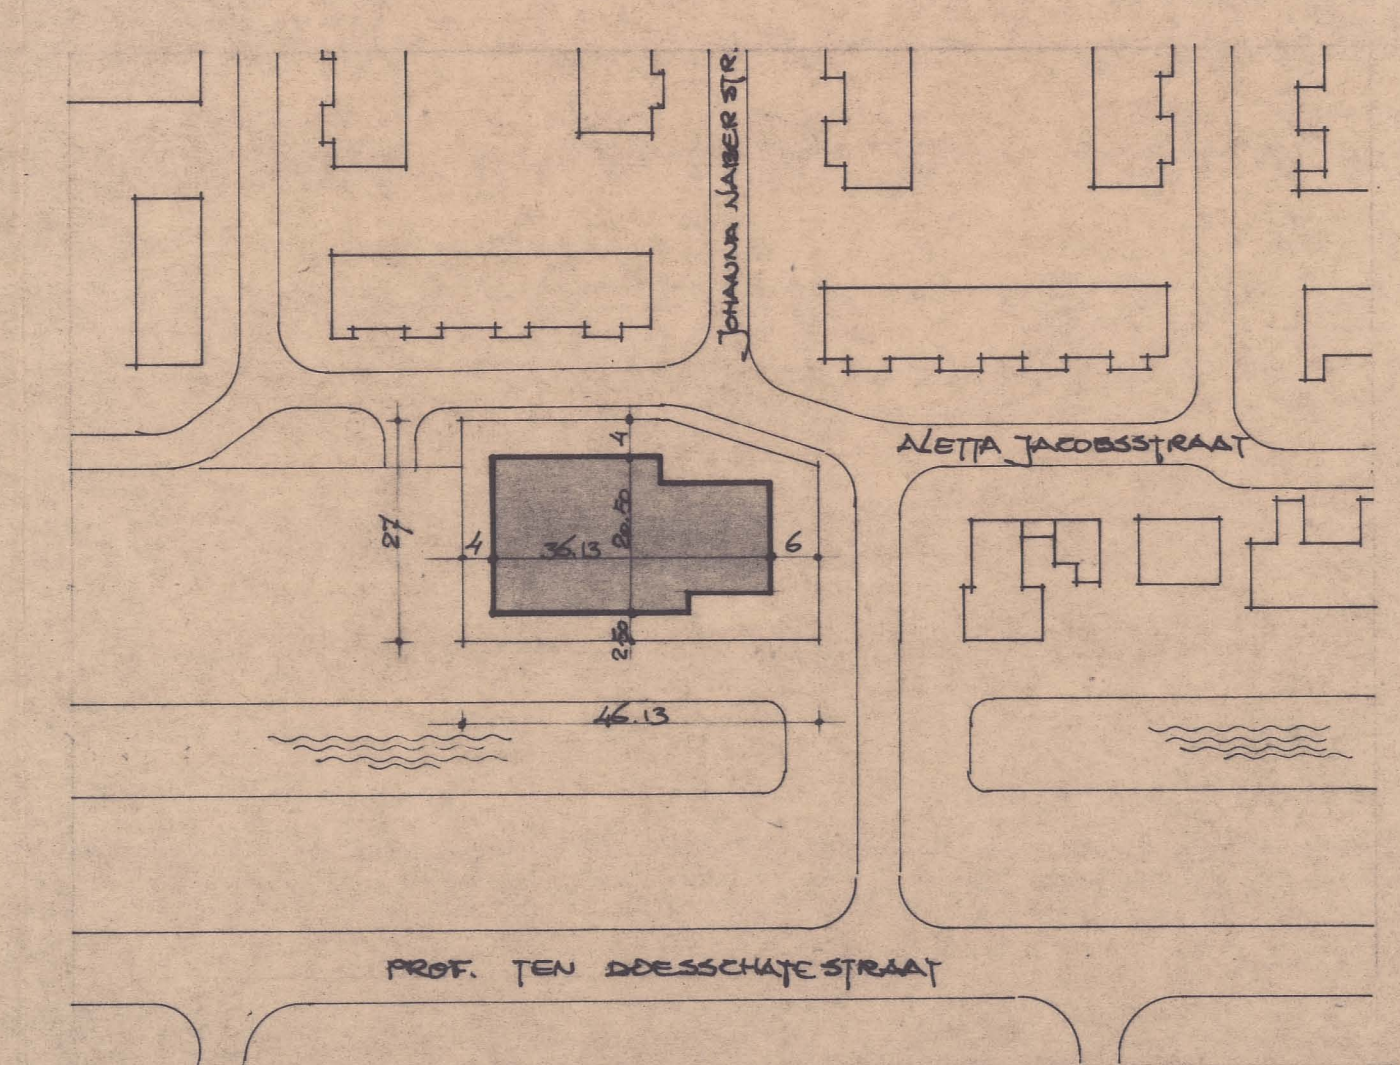 JOHANNA NABER STR.
ALETTA JACOBSSTRAAT
4
27
20.50
4
36.13
6
2.50
46.13
PROF. TEN DOESSCHATE STRAAT